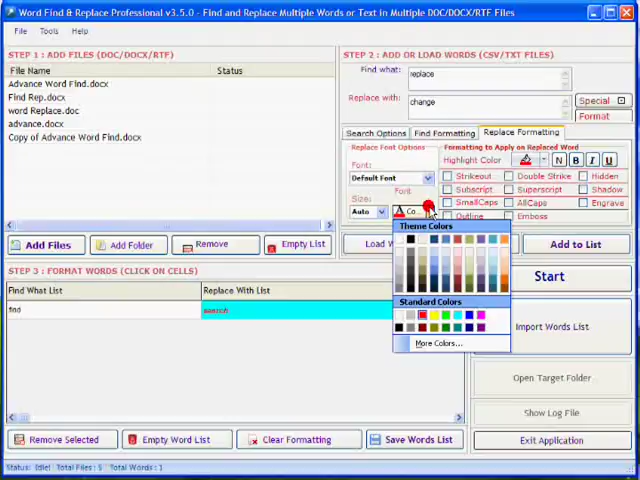 Word Find & Replace Professional v3.5.0 - Find and Replace Multiple Words or Text in Multiple DOC/DOCX/RTF Files
File Tools Help
STEP 1 : ADD FILES (DOC/DOCX/RTF)
File Name Status
Advance Word Find.docx
Find Rep.docx
word Replace.doc
advance.docx
Copy of Advance Word Find.docx
Add Files Add Folder Remove Empty List
STEP 2: ADD OR LOAD WORDS (CSV/TXT FILES)
Find what: replace
Replace with: change
Special
Format
Search Options Find Formatting Replace Formatting
Replace Font Options
Font:
Default Font
Font
Size:
Auto A Co...
Formatting to Apply on Replaced Word
Highlight Color N B I U
Strikeout Double Strike Hidden
Subscript Superscript Shadow
SmallCaps AllCaps Engrave
Outline Emboss
Load W Add to List
Theme Colors
Standard Colors
More Colors...
STEP 3 : FORMAT WORDS (CLICK ON CELLS)
Find What List Replace With List
find search
Start
Import Words List
Open Target Folder
Show Log File
Remove Selected Empty Word List Clear Formatting Save Words List Exit Application
Status: Idle! Total Files : 5 Total Words : 1